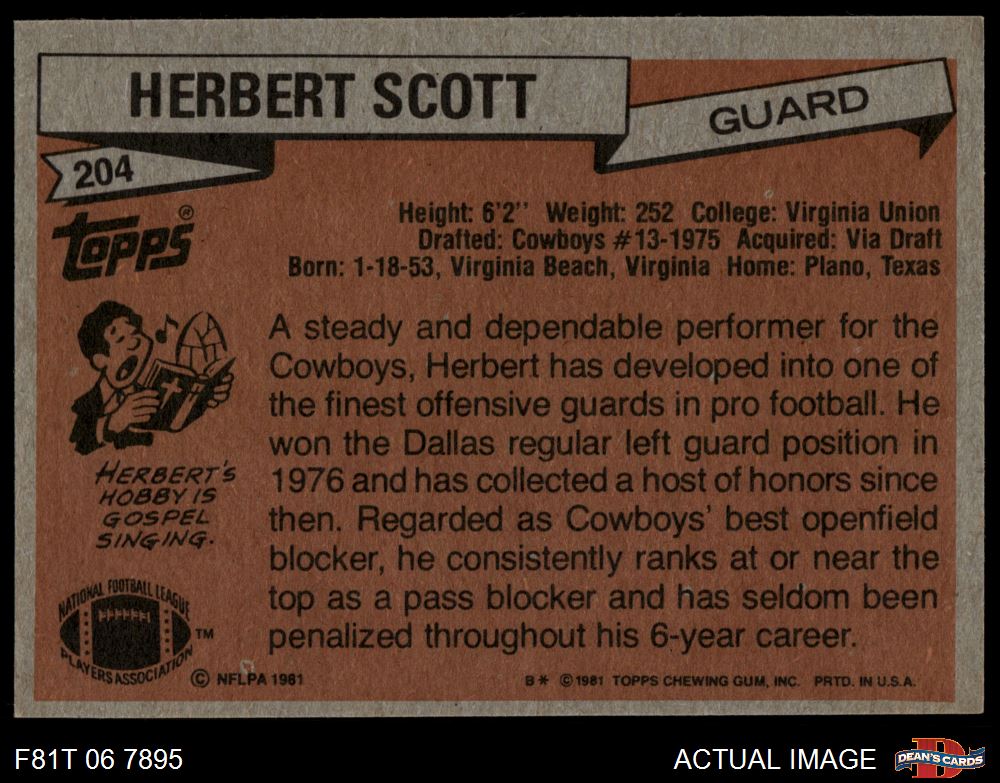 HERBERT SCOTT
GUARD
204
TOPPS®
Height: 6'2'' Weight: 252 College: Virginia Union
Drafted: Cowboys #13-1975 Acquired: Via Draft
Born: 1-18-53, Virginia Beach, Virginia Home: Plano, Texas
A steady and dependable performer for the
Cowboys, Herbert has developed into one of
the finest offensive guards in pro football. He
won the Dallas regular left guard position in
1976 and has collected a host of honors since
then. Regarded as Cowboys' best openfield
blocker, he consistently ranks at or near the
top as a pass blocker and has seldom been
penalized throughout his 6-year career.
HERBERT'S
HOBBY IS
GOSPEL
SINGING.
NATIONAL FOOTBALL LEAGUE
PLAYERS ASSOCIATION
™
© NFLPA 1981
B* ©1981 TOPPS CHEWING GUM, INC. PRTD. IN U.S.A.
F81T 06 7895
ACTUAL IMAGE
D
DEAN'S CARDS